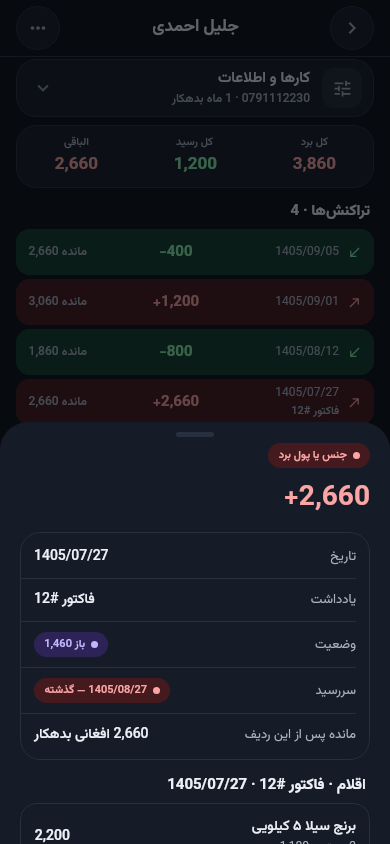 جلیل احمدی
کارها و اطلاعات
0791112230 · 1 ماه بدهکار
کل برد
کل رسید
الباقی
3,860
1,200
2,660
تراکنش‌ها · 4
1405/09/05
−400
مانده 2,660
1405/09/01
+1,200
مانده 3,060
1405/08/12
−800
مانده 1,860
1405/07/27
فاکتور #12
+2,660
مانده 2,660
جنس یا پول برد
+2,660
تاریخ
1405/07/27
یادداشت
فاکتور #12
وضعیت
باز 1,460
سررسید
1405/08/27 — گذشته
مانده پس از این ردیف
2,660 افغانی بدهکار
اقلام · فاکتور #12 · 1405/07/27
برنج سیلا ۵ کیلویی
2,200